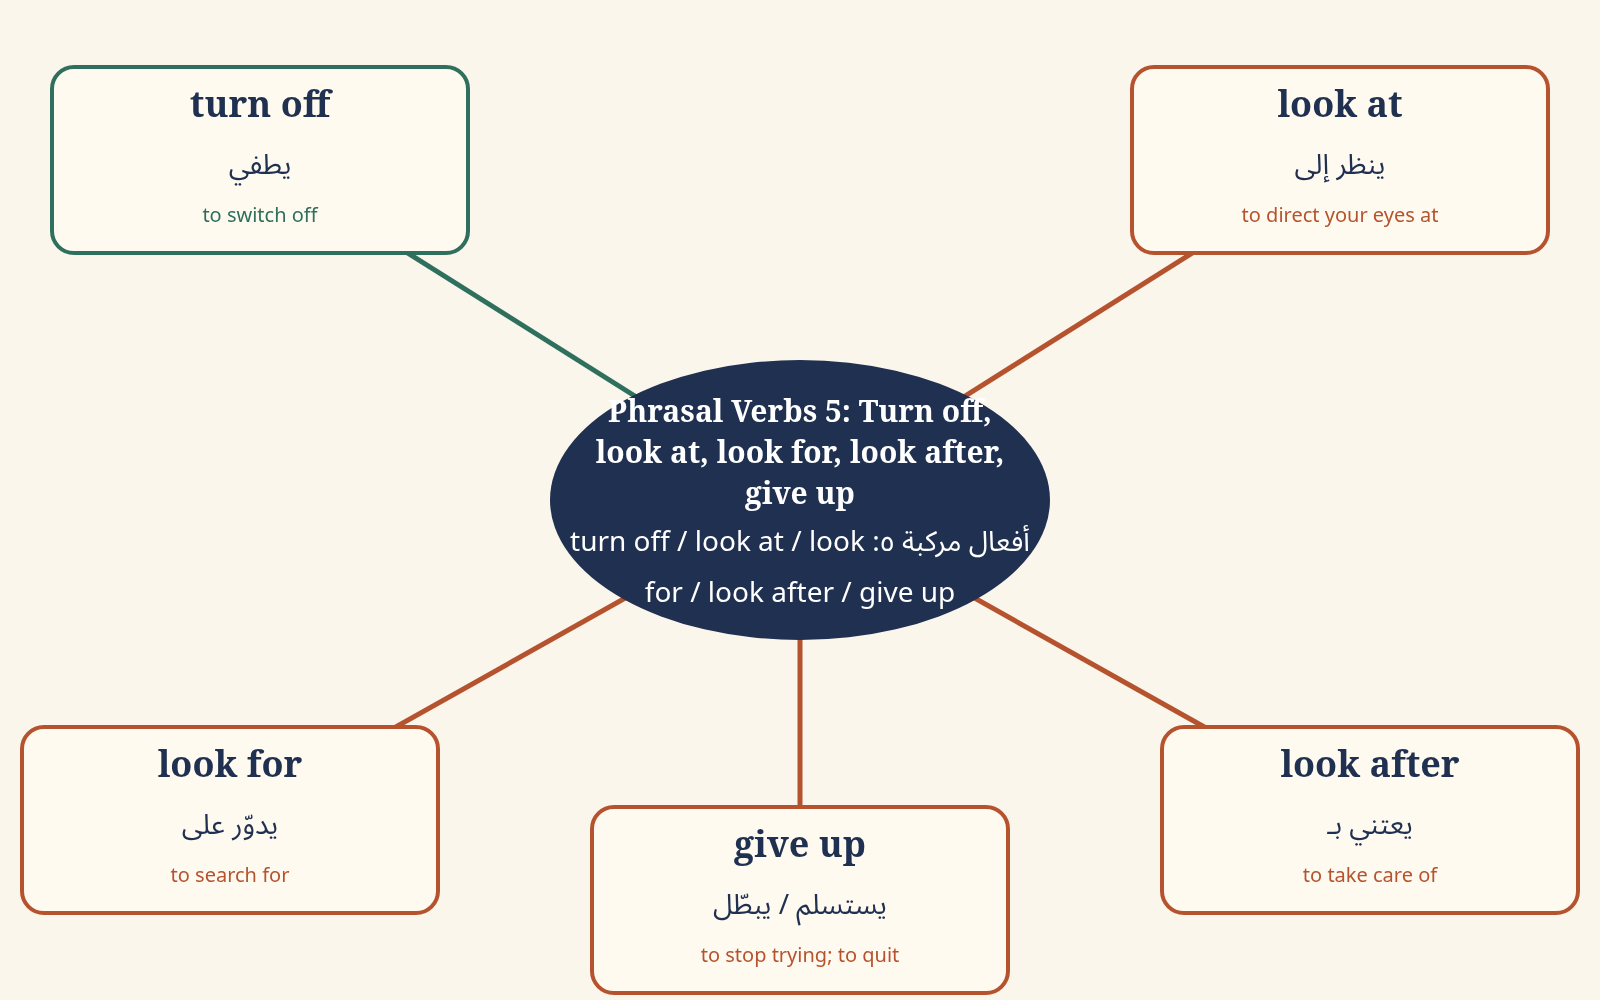 turn off
يطفي
to switch off
look at
ينظر إلى
to direct your eyes at
Phrasal Verbs 5: Turn off,
look at, look for, look after,
give up
أفعال مركبة ٥: turn off / look at / look
for / look after / give up
look for
يدوّر على
to search for
give up
يستسلم / يبطّل
to stop trying; to quit
look after
يعتني بـ
to take care of